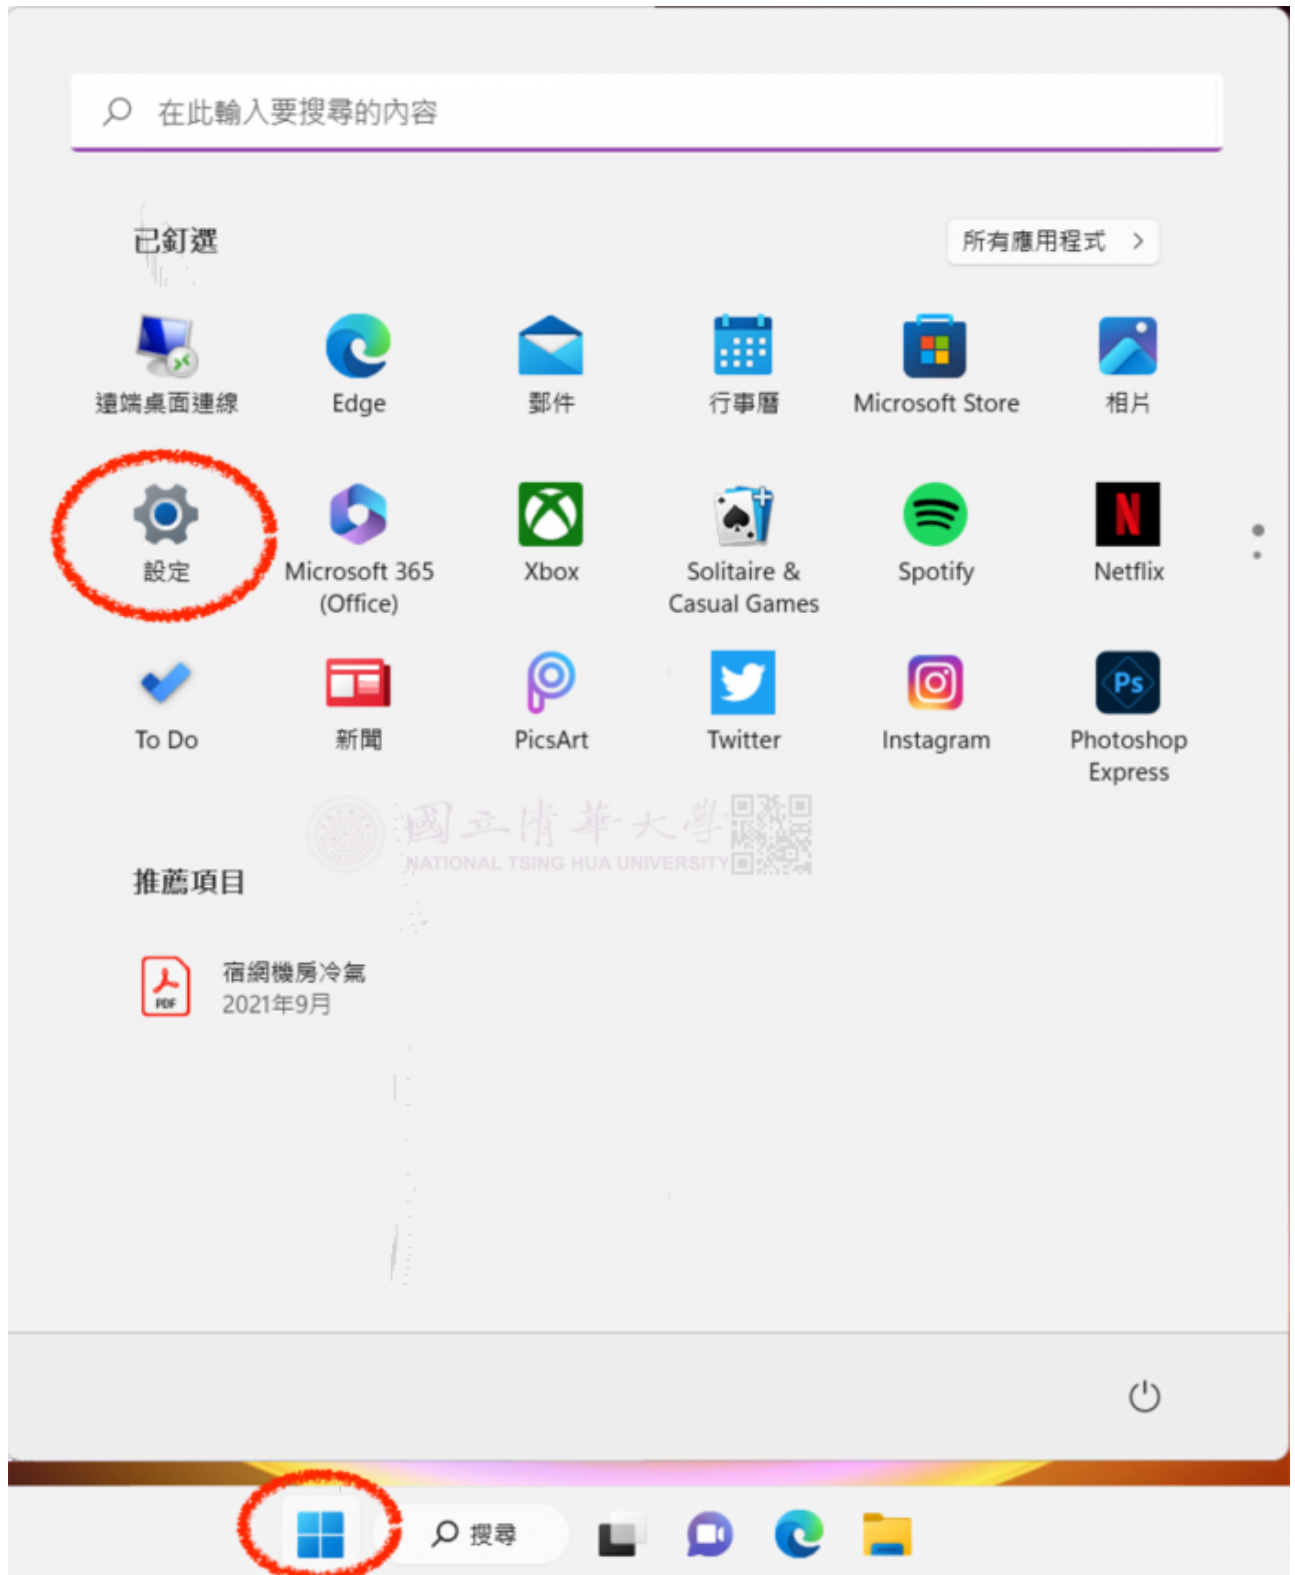 在此輸入要搜尋的內容
已釘選
所有應用程式
遠端桌面連線
Edge
郵件
行事曆
Microsoft Store
相片
設定
Microsoft 365
(Office)
Xbox
Solitaire &
Casual Games
Spotify
Netflix
To Do
新聞
PicsArt
Twitter
Instagram
Ps
Photoshop
Express
國立清華大學
NATIONAL TSING HUA UNIVERSITY
推薦項目
PDF
宿網機房冷氣
2021年9月
搜尋